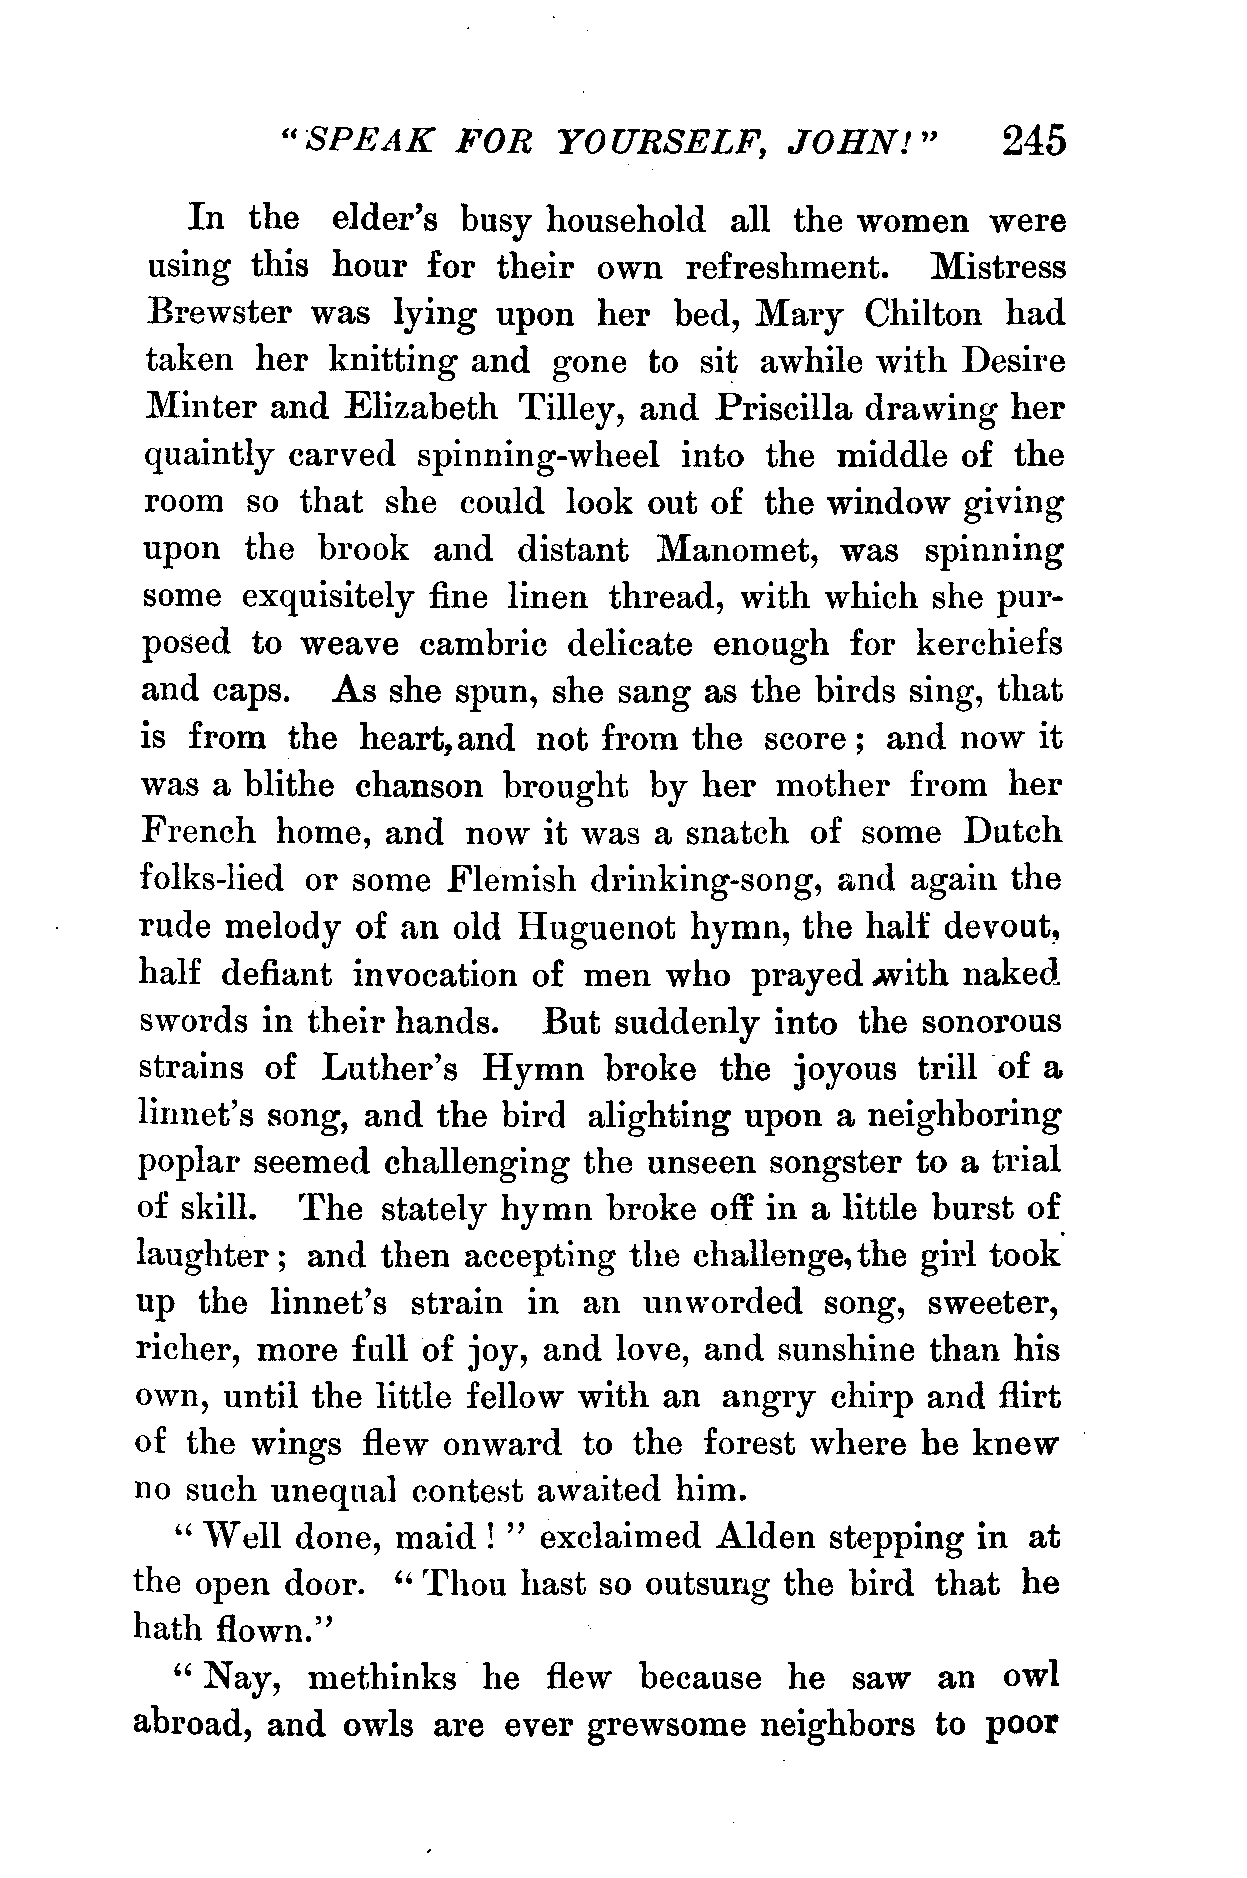 "SPEAK FOR YOURSELF, JOHN!" 245
In the elder's busy household all the women were
using this hour for their own refreshment. Mistress
Brewster was lying upon her bed, Mary Chilton had
taken her knitting and gone to sit awhile with Desire
Minter and Elizabeth Tilley, and Priscilla drawing her
quaintly carved spinning-wheel into the middle of the
room so that she could look out of the window giving
upon the brook and distant Manomet, was spinning
some exquisitely fine linen thread, with which she pur-
posed to weave cambric delicate enough for kerchiefs
and caps. As she spun, she sang as the birds sing, that
is from the heart, and not from the score; and now it
was a blithe chanson brought by her mother from her
French home, and now it was a snatch of some Dutch
folks-lied or some Flemish drinking-song, and again the
rude melody of an old Huguenot hymn, the half devout,
half defiant invocation of men who prayed with naked
swords in their hands. But suddenly into the sonorous
strains of Luther's Hymn broke the joyous trill of a
linnet's song, and the bird alighting upon a neighboring
poplar seemed challenging the unseen songster to a trial
of skill. The stately hymn broke off in a little burst of
laughter; and then accepting the challenge, the girl took
up the linnet's strain in an unworded song, sweeter,
richer, more full of joy, and love, and sunshine than his
own, until the little fellow with an angry chirp and flirt
of the wings flew onward to the forest where he knew
no such unequal contest awaited him.
"Well done, maid!" exclaimed Alden stepping in at
the open door. "Thou hast so outsung the bird that he
hath flown."
"Nay, methinks he flew because he saw an owl
abroad, and owls are ever grewsome neighbors to poor